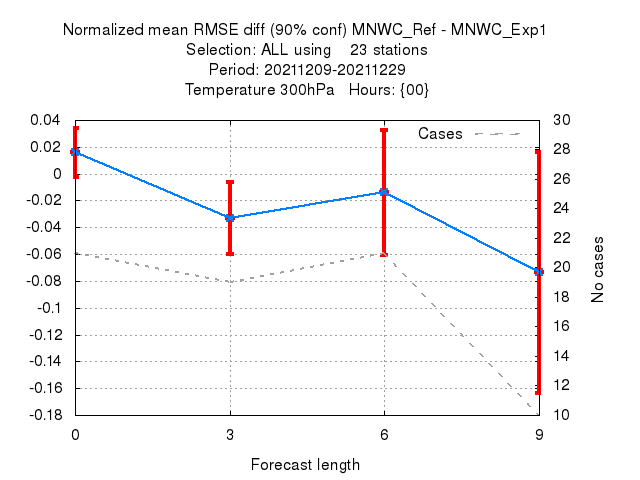 Normalized mean RMSE diff (90% conf) MNWC_Ref - MNWC_Exp1
Selection: ALL using    23 stations
Period: 20211209-20211229
Temperature 300hPa   Hours: {00}
Cases
0.04
0.02
0
-0.02
-0.04
-0.06
-0.08
-0.1
-0.12
-0.14
-0.16
-0.18
30
28
26
24
22
20
18
16
14
12
10
No cases
0 3 6 9
Forecast length